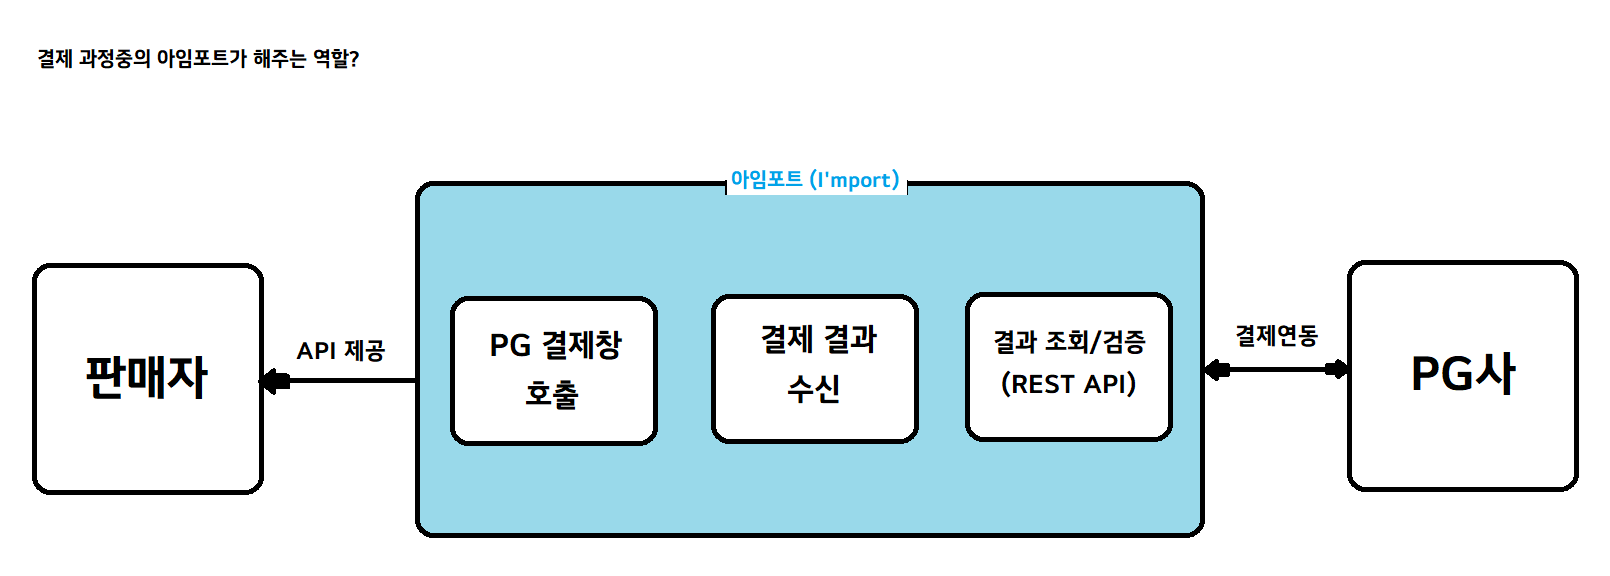 결제 과정중의 아임포트가 해주는 역할?
아임포트 (I'mport)
판매자
API 제공
PG 결제창
호출
결제 결과
수신
결과 조회/검증
(REST API)
결제연동
PG사